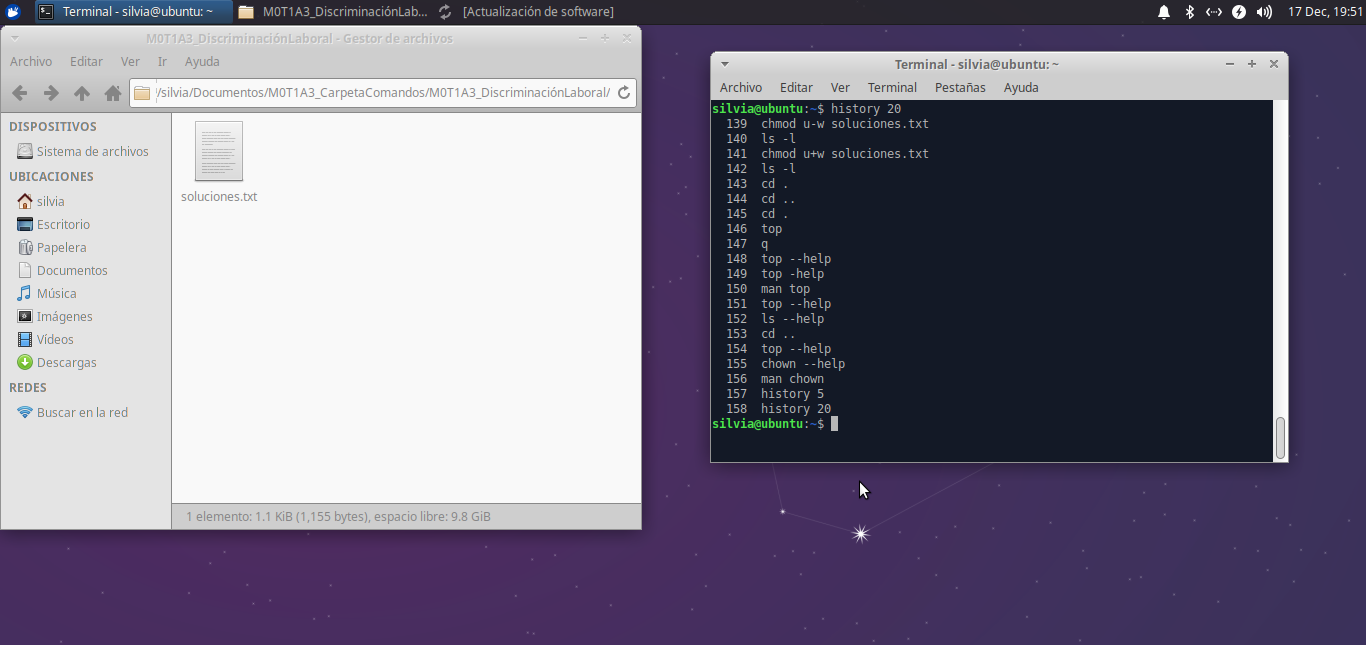 Terminal - silvia@ubuntu: ~
M0T1A3_DiscriminaciónLab...
[Actualización de software]
17 Dec, 19:51
M0T1A3_DiscriminaciónLaboral - Gestor de archivos
Archivo Editar Ver Ir Ayuda
/silvia/Documentos/M0T1A3_CarpetaComandos/M0T1A3_DiscriminaciónLaboral/
DISPOSITIVOS
Sistema de archivos
UBICACIONES
silvia
Escritorio
Papelera
Documentos
Música
Imágenes
Vídeos
Descargas
REDES
Buscar en la red
soluciones.txt
1 elemento: 1.1 KiB (1,155 bytes), espacio libre: 9.8 GiB
Terminal - silvia@ubuntu: ~
Archivo Editar Ver Terminal Pestañas Ayuda
silvia@ubuntu:~$ history 20
139 chmod u-w soluciones.txt
140 ls -l
141 chmod u+w soluciones.txt
142 ls -l
143 cd .
144 cd ..
145 cd .
146 top
147 q
148 top --help
149 top -help
150 man top
151 top --help
152 ls --help
153 cd ..
154 top --help
155 chown --help
156 man chown
157 history 5
158 history 20
silvia@ubuntu:~$